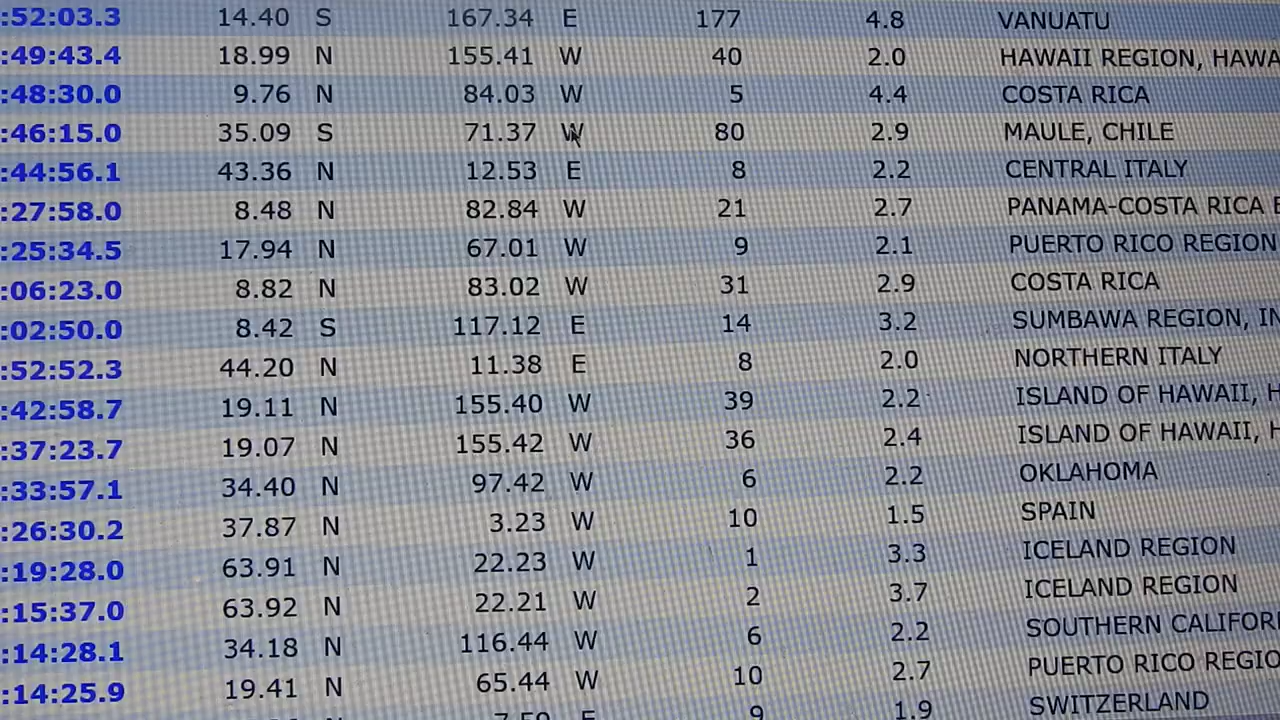 :52:03.3 14.40 S 167.34 E 177 4.8 VANUATU
:49:43.4 18.99 N 155.41 W 40 2.0 HAWAII REGION, HAWA
:48:30.0 9.76 N 84.03 W 5 4.4 COSTA RICA
:46:15.0 35.09 S 71.37 W 80 2.9 MAULE, CHILE
:44:56.1 43.36 N 12.53 E 8 2.2 CENTRAL ITALY
:27:58.0 8.48 N 82.84 W 21 2.7 PANAMA-COSTA RICA B
:25:34.5 17.94 N 67.01 W 9 2.1 PUERTO RICO REGION
:06:23.0 8.82 N 83.02 W 31 2.9 COSTA RICA
:02:50.0 8.42 S 117.12 E 14 3.2 SUMBAWA REGION, IN
:52:52.3 44.20 N 11.38 E 8 2.0 NORTHERN ITALY
:42:58.7 19.11 N 155.40 W 39 2.2 ISLAND OF HAWAII, H
:37:23.7 19.07 N 155.42 W 36 2.4 ISLAND OF HAWAII, H
:33:57.1 34.40 N 97.42 W 6 2.2 OKLAHOMA
:26:30.2 37.87 N 3.23 W 10 1.5 SPAIN
:19:28.0 63.91 N 22.23 W 1 3.3 ICELAND REGION
:15:37.0 63.92 N 22.21 W 2 3.7 ICELAND REGION
:14:28.1 34.18 N 116.44 W 6 2.2 SOUTHERN CALIFOR
:14:25.9 19.41 N 65.44 W 10 2.7 PUERTO RICO REGIO
9 1.9 SWITZERLAND